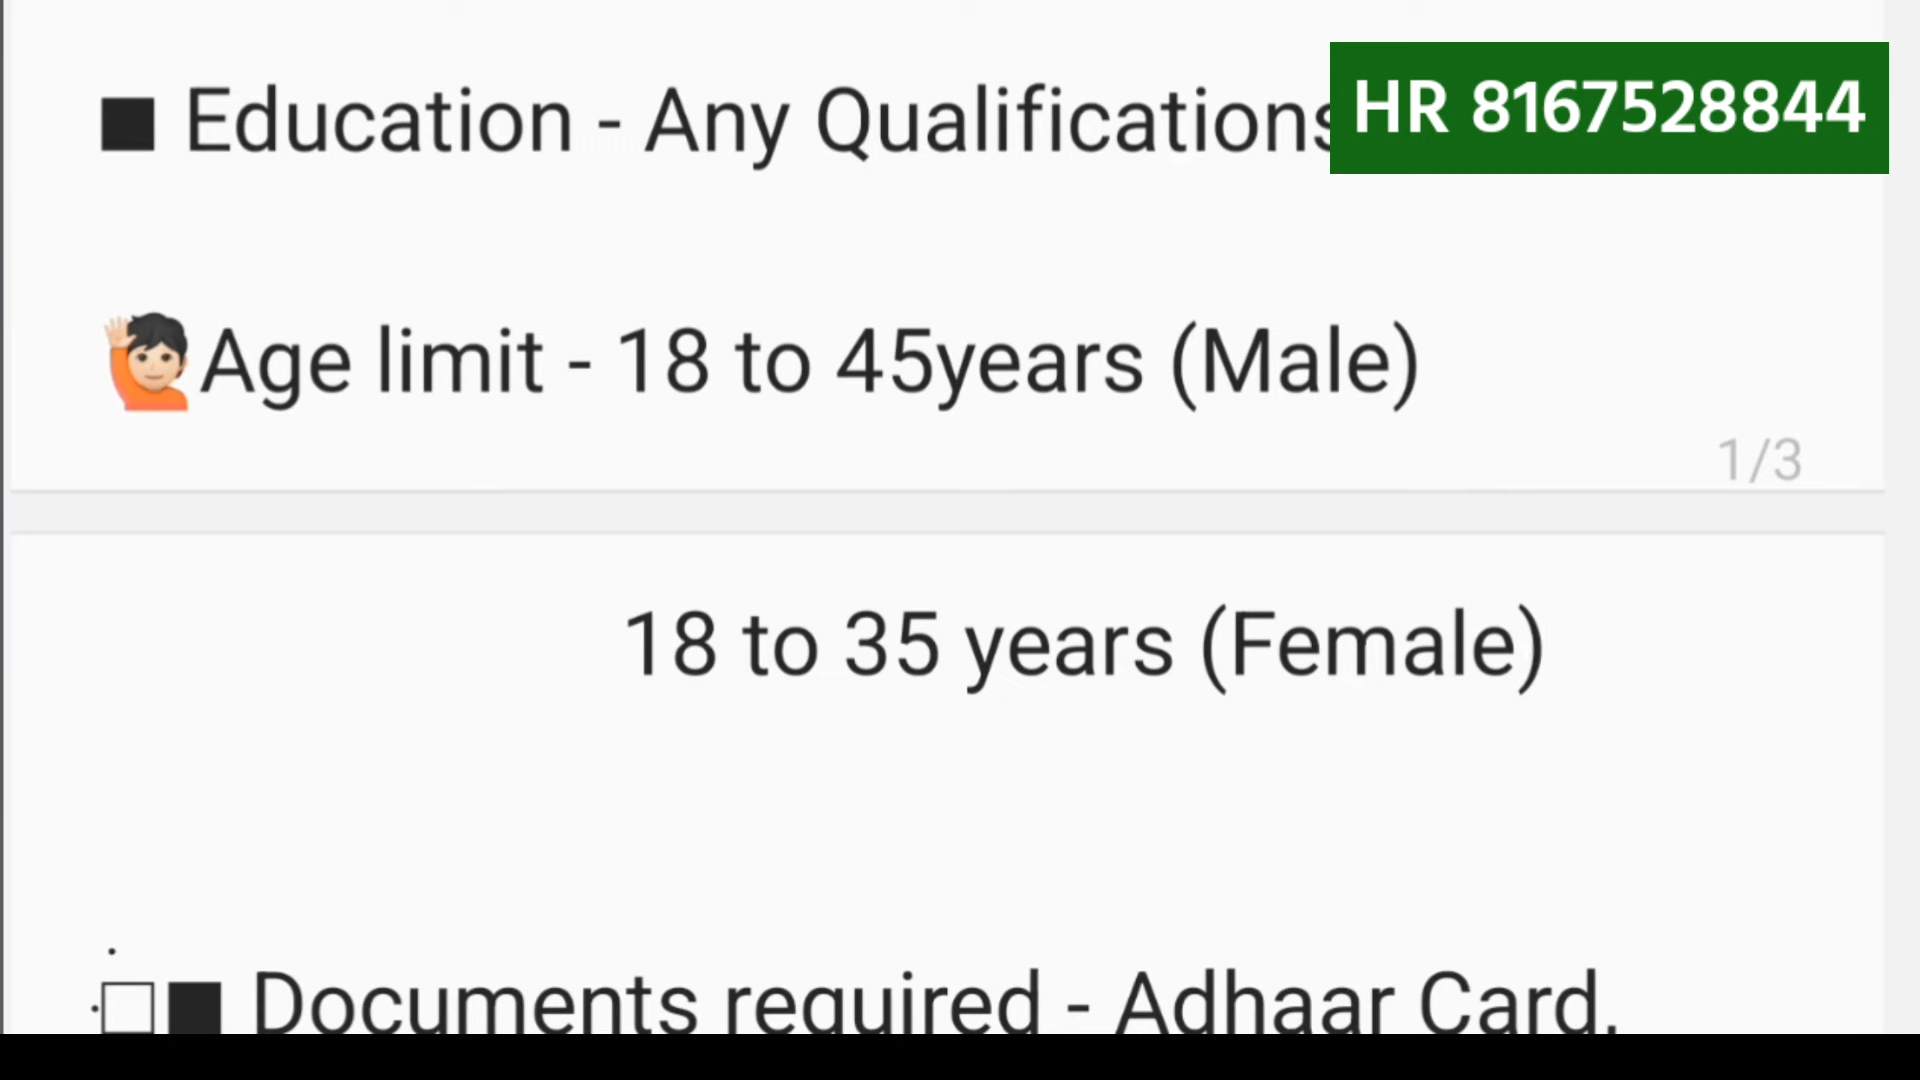 ■ Education - Any Qualifications
HR 8167528844
🙋🏻Age limit - 18 to 45years (Male)
1/3
18 to 35 years (Female)
□■ Documents required - Adhaar Card,